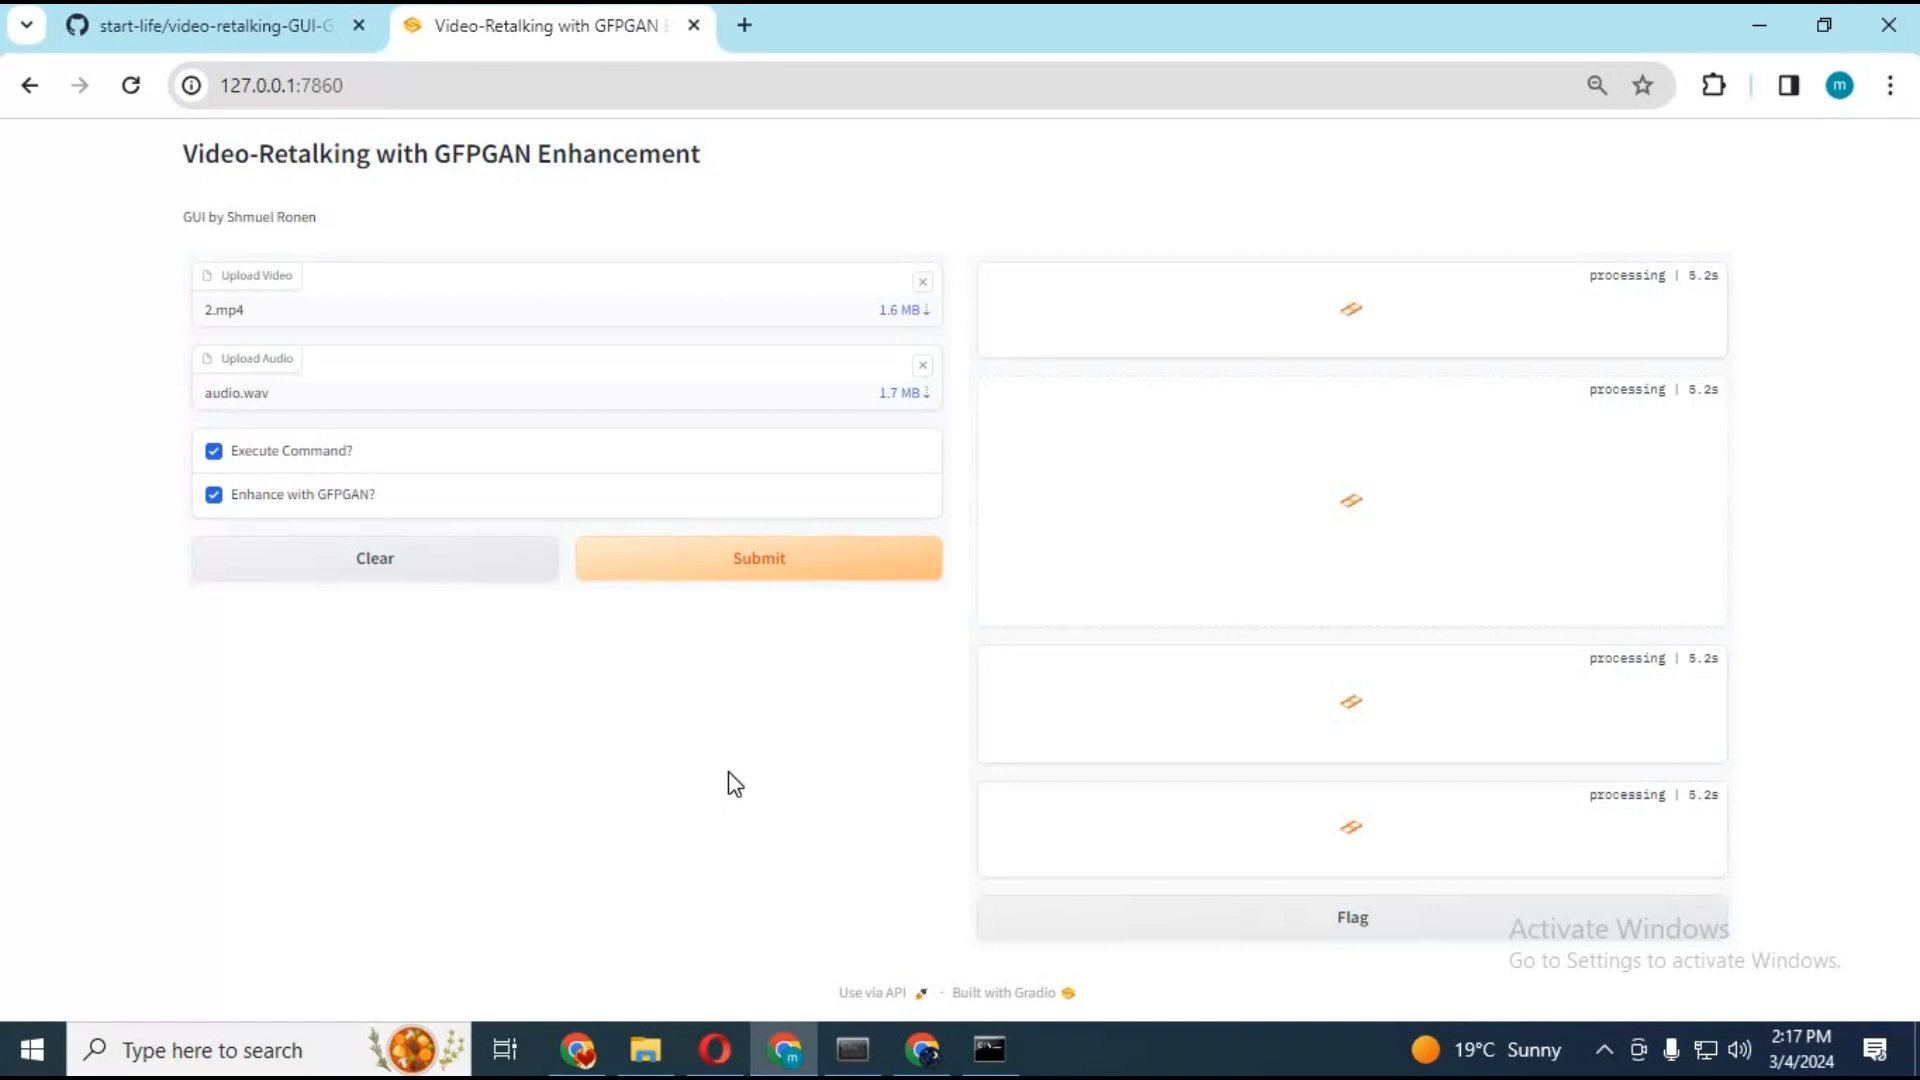 start-life/video-retalking-GUI-G
Video-Retalking with GFPGAN E
127.0.0.1:7860
m
Video-Retalking with GFPGAN Enhancement
GUI by Shmuel Ronen
Upload Video
2.mp4
1.6 MB ⇣
Upload Audio
audio.wav
1.7 MB ⇣
Execute Command?
Enhance with GFPGAN?
Clear
Submit
processing | 5.2s
processing | 5.2s
processing | 5.2s
processing | 5.2s
Flag
Activate Windows
Go to Settings to activate Windows.
Use via API · Built with Gradio
Type here to search
m
19°C Sunny
2:17 PM
3/4/2024